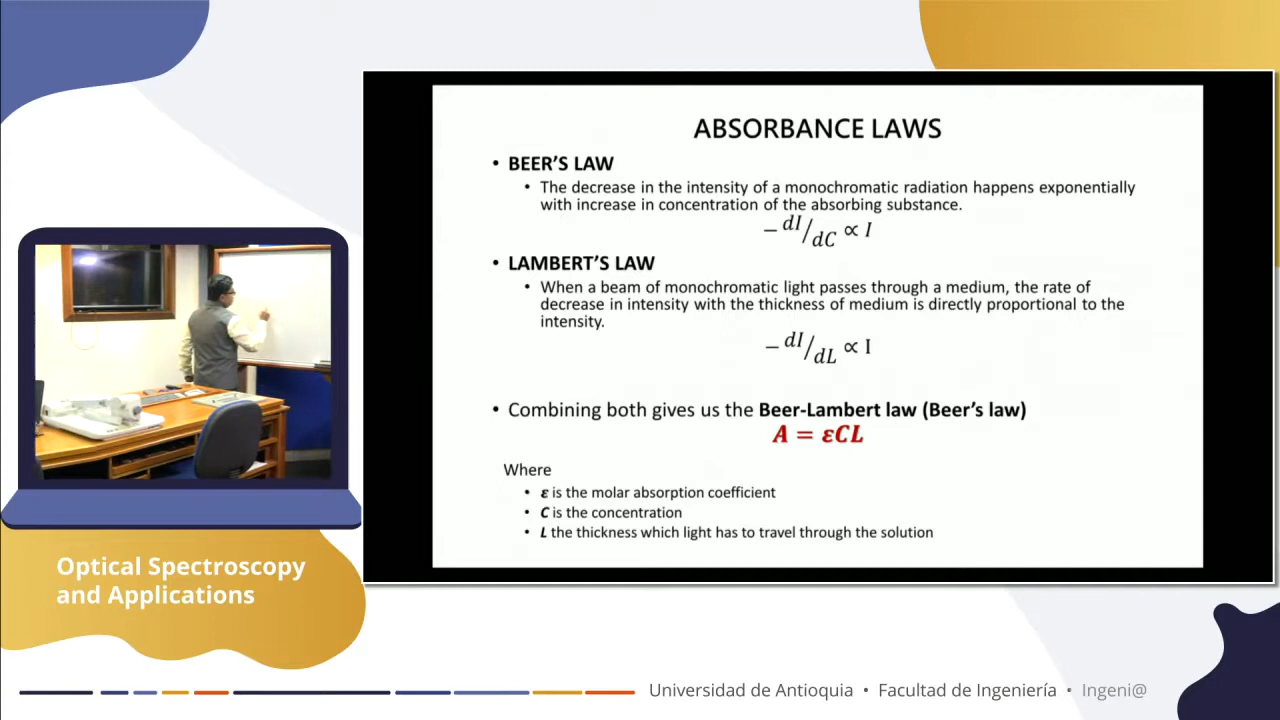 ABSORBANCE LAWS
• BEER'S LAW
• The decrease in the intensity of a monochromatic radiation happens exponentially
with increase in concentration of the absorbing substance.
− dI/dC ∝ I
• LAMBERT'S LAW
• When a beam of monochromatic light passes through a medium, the rate of
decrease in intensity with the thickness of medium is directly proportional to the
intensity.
− dI/dL ∝ I
• Combining both gives us the Beer-Lambert law (Beer's law)
A = εCL
Where
• ε is the molar absorption coefficient
• C is the concentration
• L the thickness which light has to travel through the solution
Optical Spectroscopy
and Applications
Universidad de Antioquia • Facultad de Ingeniería • Ingeni@